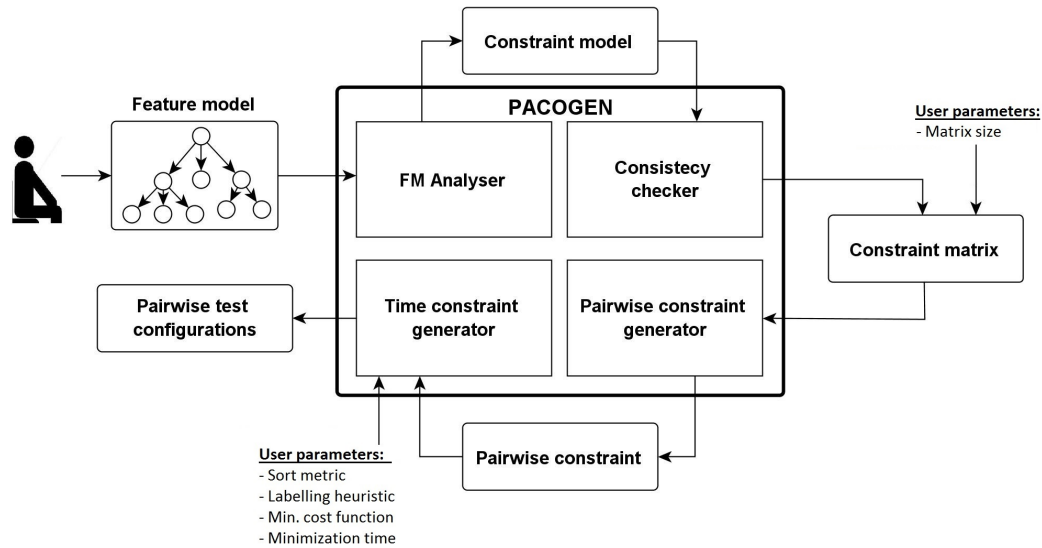 Constraint model
Feature model
PACOGEN
User parameters:
- Matrix size
FM Analyser
Consistecy
checker
Constraint matrix
Pairwise test
configurations
Time constraint
generator
Pairwise constraint
generator
User parameters:
- Sort metric
- Labelling heuristic
- Min. cost function
- Minimization time
Pairwise constraint